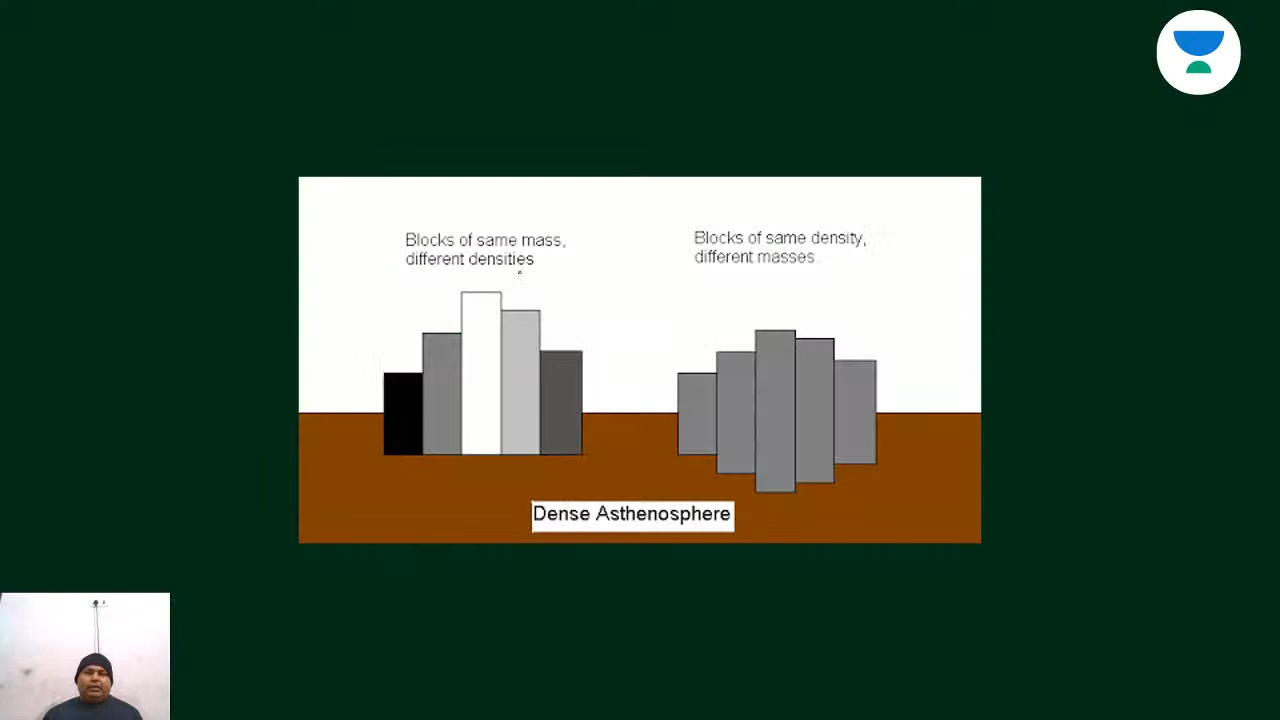 Blocks of same mass,
different densities
Blocks of same density,
different masses
Dense Asthenosphere